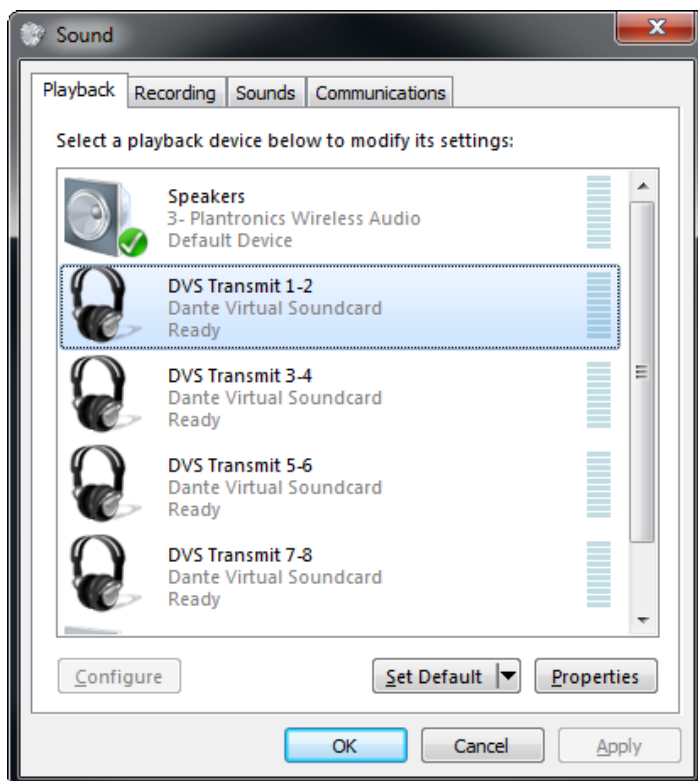 Sound
Playback Recording Sounds Communications
Select a playback device below to modify its settings:
Speakers
3- Plantronics Wireless Audio
Default Device
DVS Transmit 1-2
Dante Virtual Soundcard
Ready
DVS Transmit 3-4
Dante Virtual Soundcard
Ready
DVS Transmit 5-6
Dante Virtual Soundcard
Ready
DVS Transmit 7-8
Dante Virtual Soundcard
Ready
Configure Set Default Properties
OK Cancel Apply